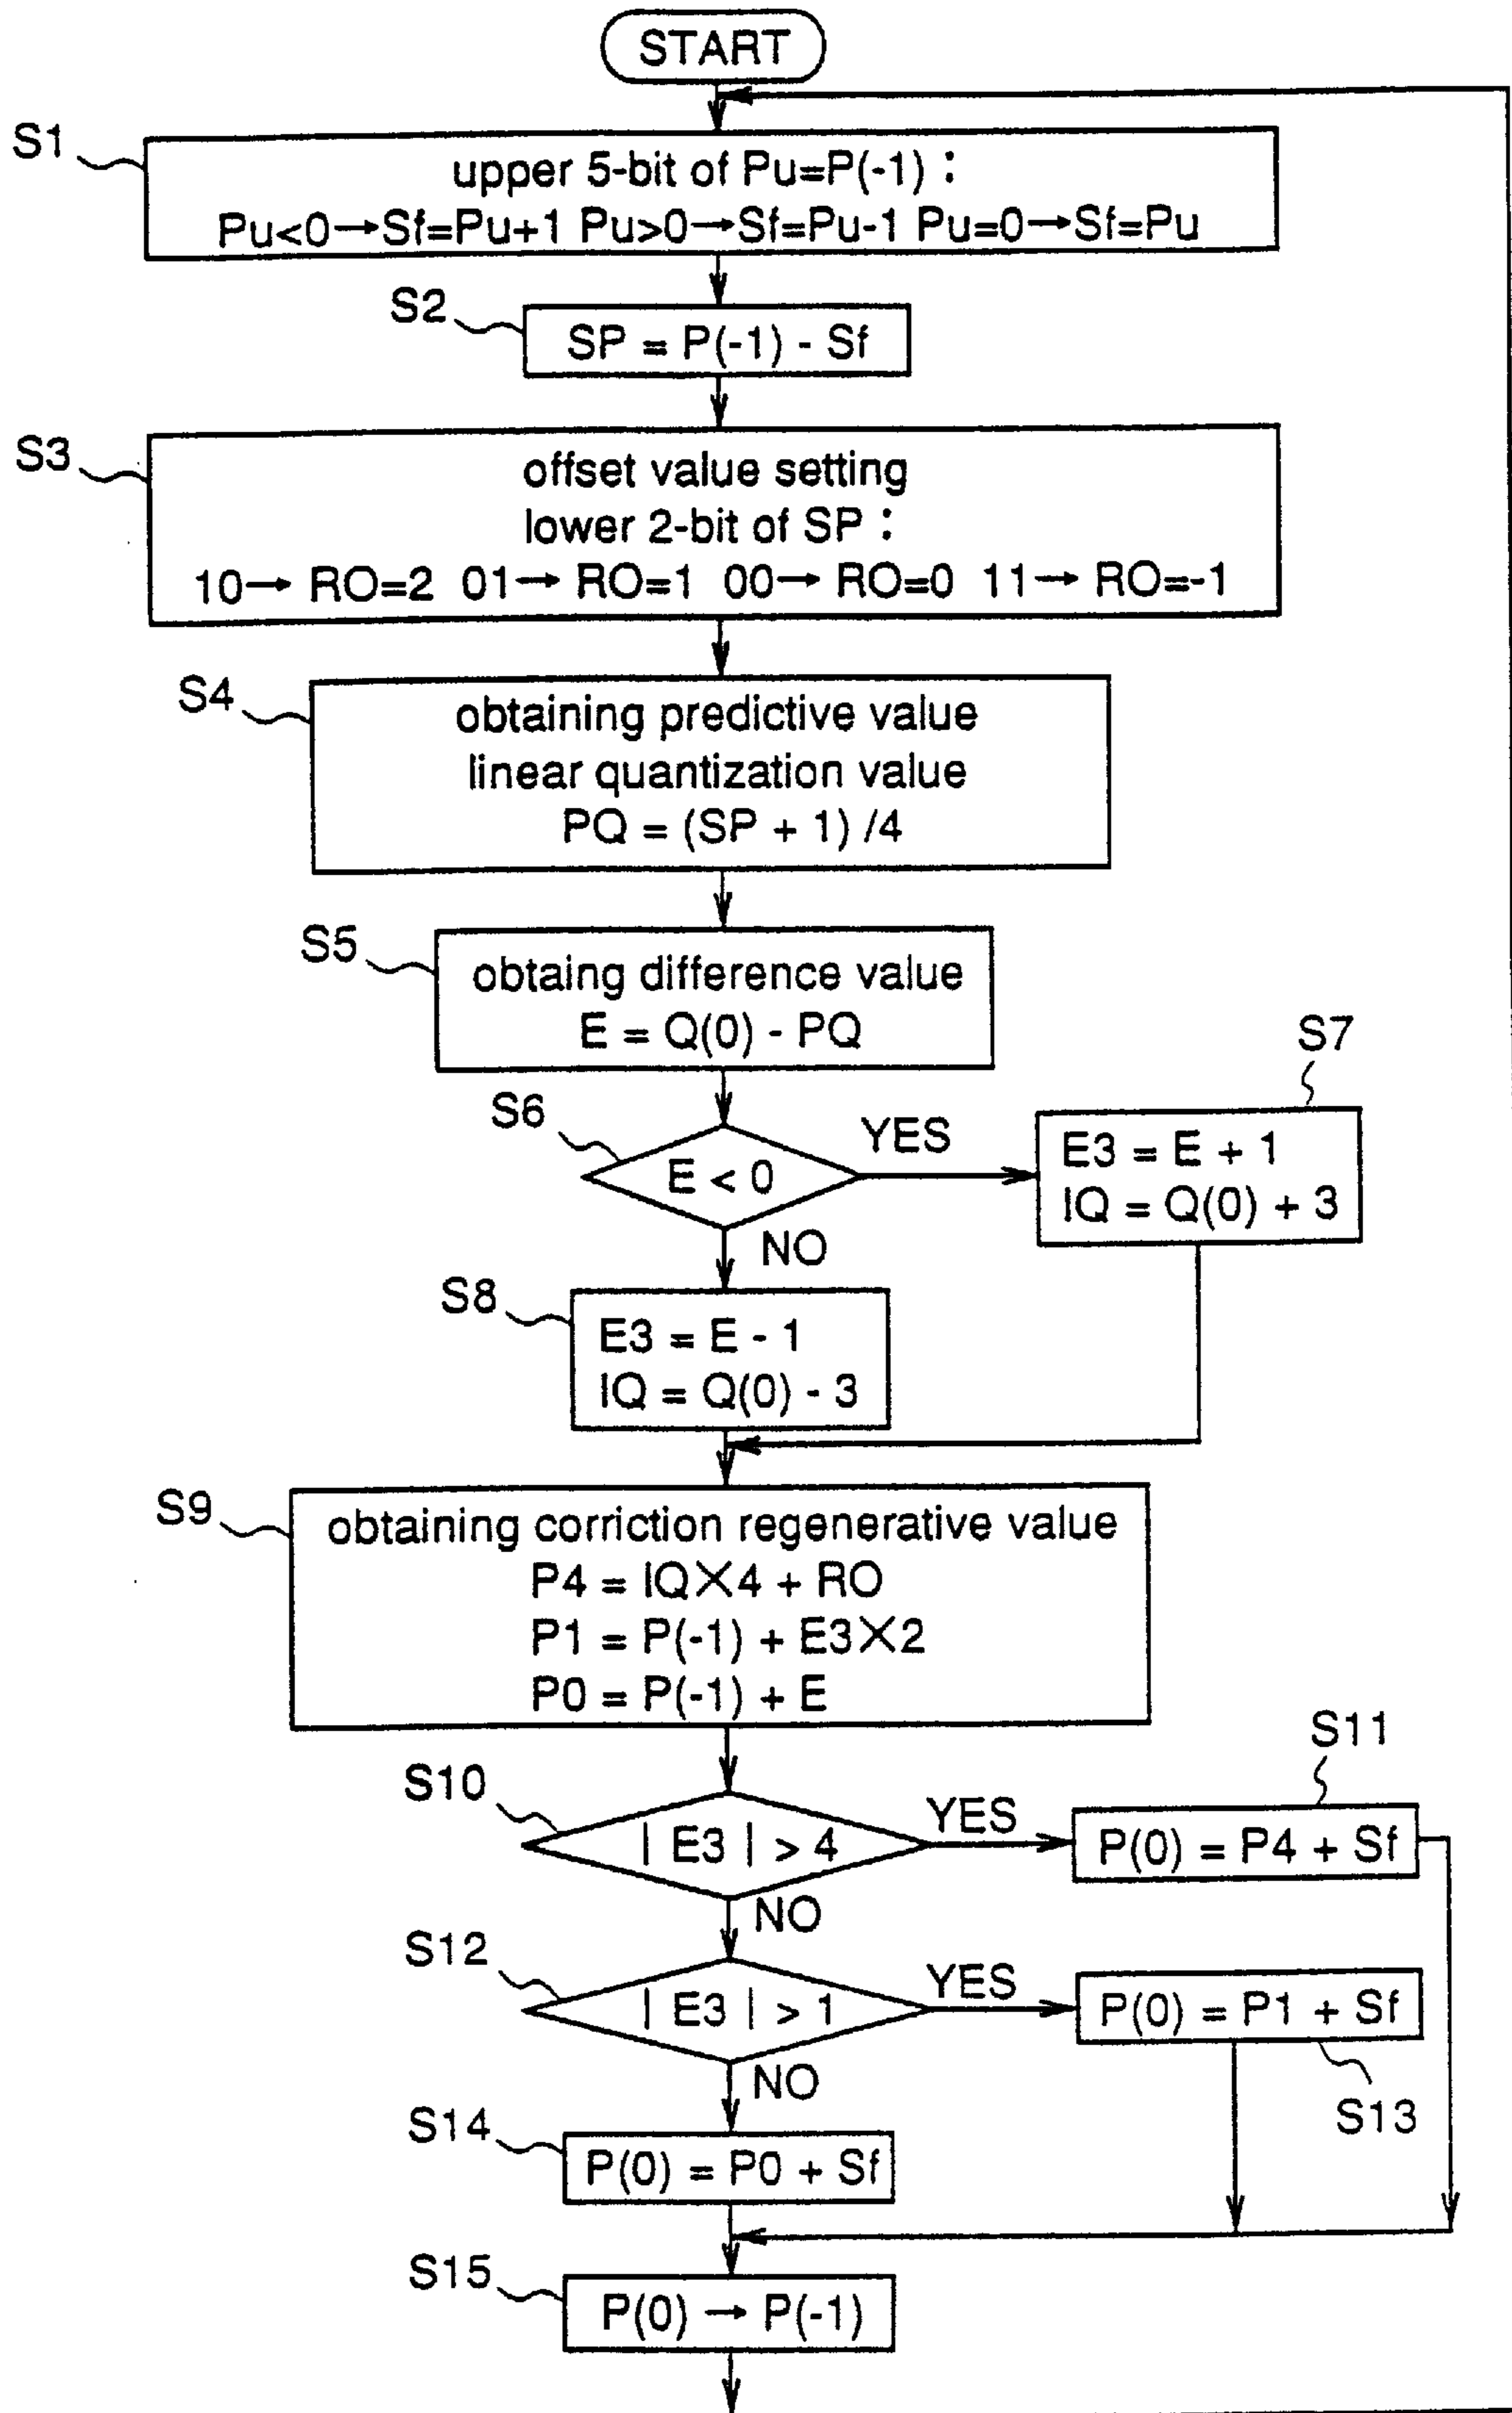 START
S1
upper 5-bit of Pu=P(-1) :
Pu<0→Sf=Pu+1 Pu>0→Sf=Pu-1 Pu=0→Sf=Pu
S2
SP = P(-1) - Sf
S3
offset value setting
lower 2-bit of SP :
10→ RO=2 01→ RO=1 00→ RO=0 11→ RO=-1
S4
obtaining predictive value
linear quantization value
PQ = (SP + 1) /4
S5
obtaing difference value
E = Q(0) - PQ
S6
E < 0
YES
S7
E3 = E + 1
IQ = Q(0) + 3
NO
S8
E3 = E - 1
IQ = Q(0) - 3
S9
obtaining corriction regenerative value
P4 = IQ×4 + RO
P1 = P(-1) + E3×2
P0 = P(-1) + E
S10
| E3 | > 4
YES
S11
P(0) = P4 + Sf
NO
S12
| E3 | > 1
YES
P(0) = P1 + Sf
S13
NO
S14
P(0) = P0 + Sf
S15
P(0) → P(-1)